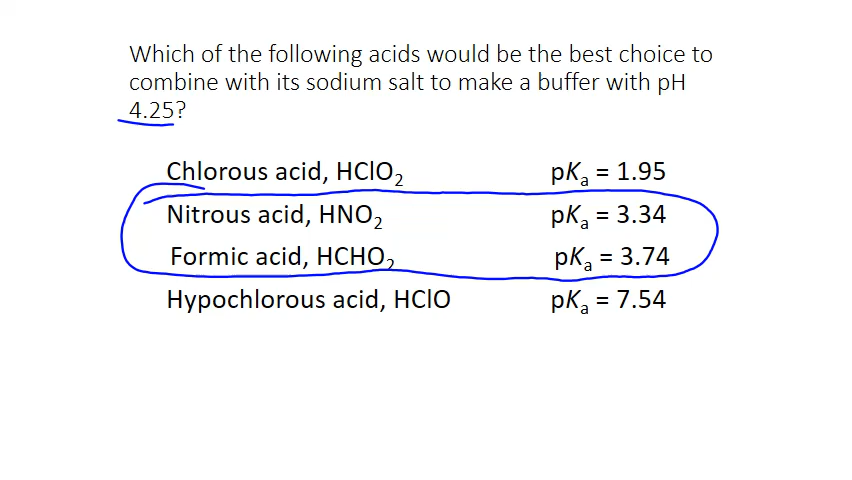 Which of the following acids would be the best choice to
combine with its sodium salt to make a buffer with pH
4.25?
Chlorous acid, HClO₂ pKₐ = 1.95
Nitrous acid, HNO₂ pKₐ = 3.34
Formic acid, HCHO₂ pKₐ = 3.74
Hypochlorous acid, HClO pKₐ = 7.54